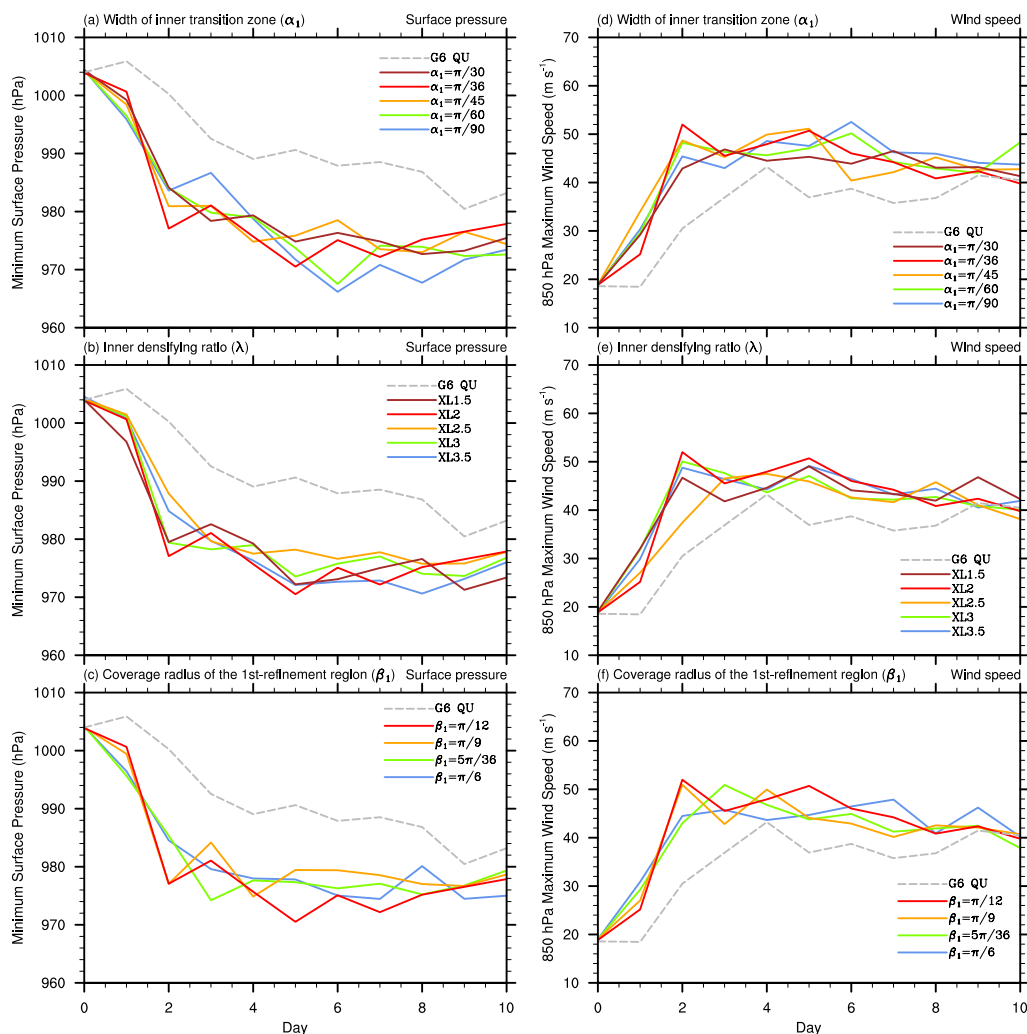 (a) Width of inner transition zone (α₁) Surface pressure
1010
1000
990
980
970
960
Minimum Surface Pressure (hPa)
G6 QU
α₁=π/30
α₁=π/36
α₁=π/45
α₁=π/60
α₁=π/90
(d) Width of inner transition zone (α₁) Wind speed
70
60
50
40
30
20
10
850 hPa Maximum Wind Speed (m s⁻¹)
G6 QU
α₁=π/30
α₁=π/36
α₁=π/45
α₁=π/60
α₁=π/90
(b) Inner densifying ratio (λ) Surface pressure
1010
1000
990
980
970
960
Minimum Surface Pressure (hPa)
G6 QU
XL1.5
XL2
XL2.5
XL3
XL3.5
(e) Inner densifying ratio (λ) Wind speed
70
60
50
40
30
20
10
850 hPa Maximum Wind Speed (m s⁻¹)
G6 QU
XL1.5
XL2
XL2.5
XL3
XL3.5
(c) Coverage radius of the 1st-refinement region (β₁) Surface pressure
1010
1000
990
980
970
960
Minimum Surface Pressure (hPa)
G6 QU
β₁=π/12
β₁=π/9
β₁=5π/36
β₁=π/6
0 2 4 6 8 10
Day
(f) Coverage radius of the 1st-refinement region (β₁) Wind speed
70
60
50
40
30
20
10
850 hPa Maximum Wind Speed (m s⁻¹)
G6 QU
β₁=π/12
β₁=π/9
β₁=5π/36
β₁=π/6
0 2 4 6 8 10
Day